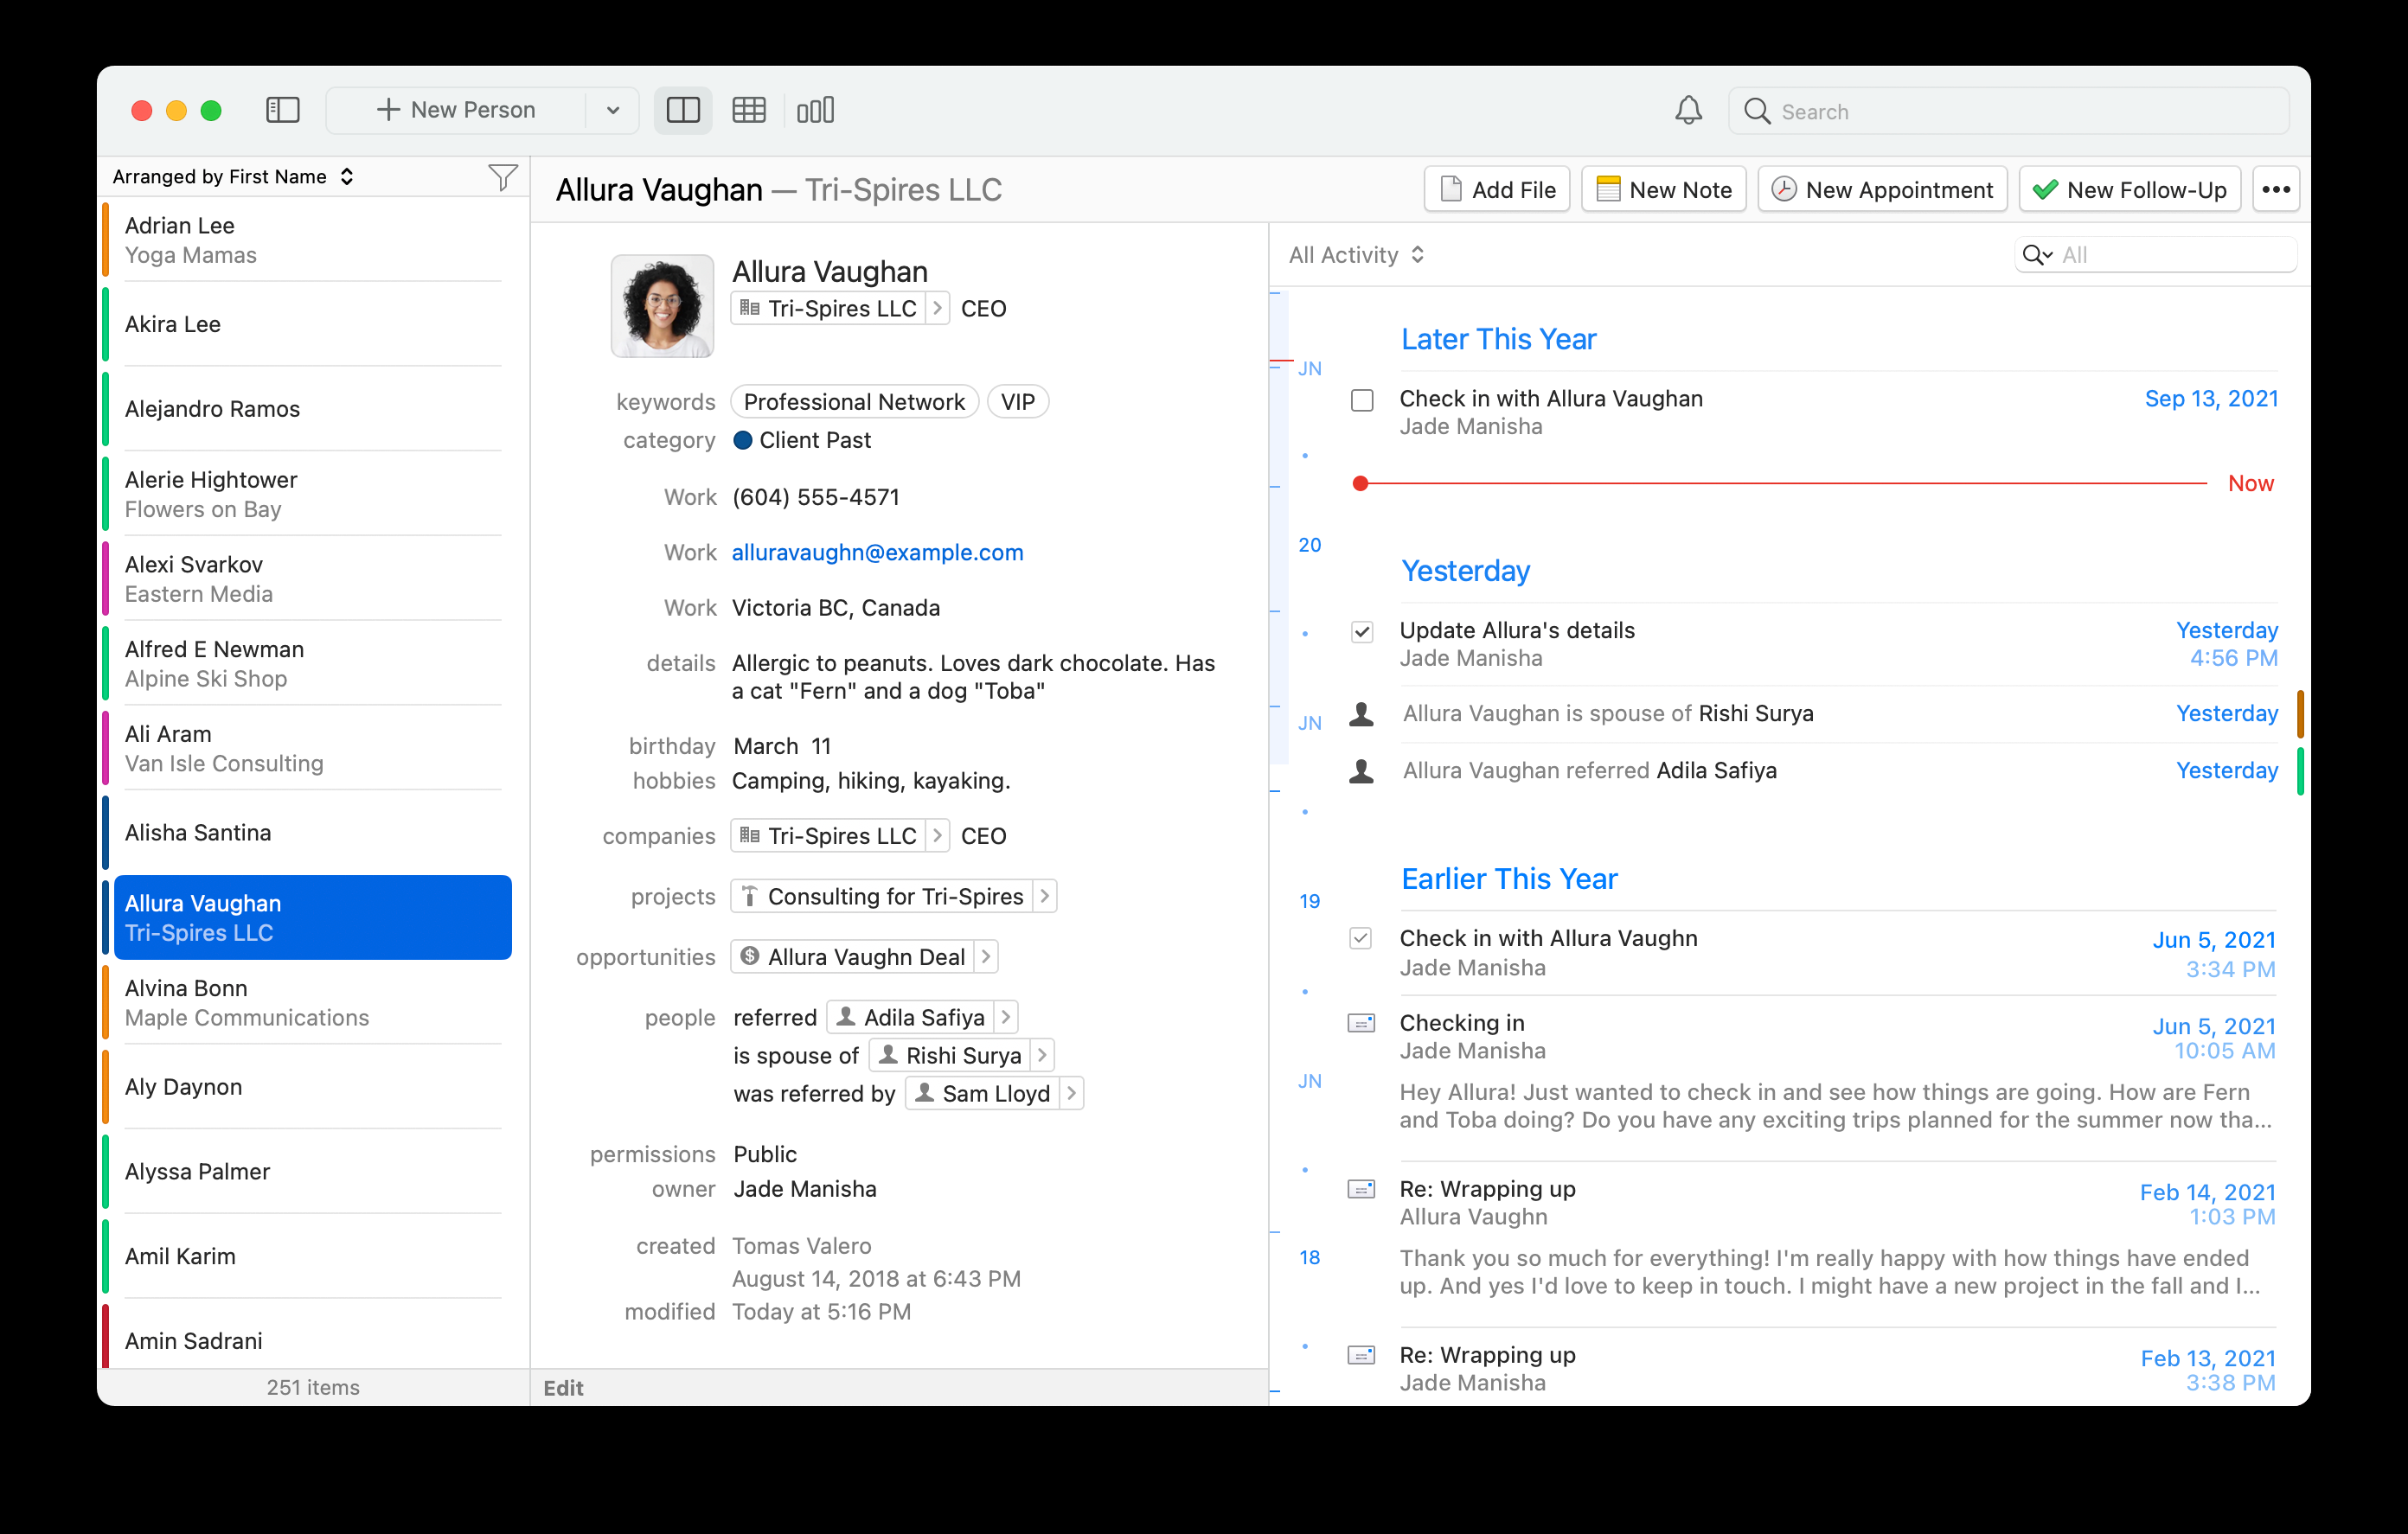 New Person
Search
Arranged by First Name
Adrian Lee
Yoga Mamas
Akira Lee
Alejandro Ramos
Alerie Hightower
Flowers on Bay
Alexi Svarkov
Eastern Media
Alfred E Newman
Alpine Ski Shop
Ali Aram
Van Isle Consulting
Alisha Santina
Allura Vaughan
Tri-Spires LLC
Alvina Bonn
Maple Communications
Aly Daynon
Alyssa Palmer
Amil Karim
Amin Sadrani
251 items
Allura Vaughan — Tri-Spires LLC
Add File
New Note
New Appointment
New Follow-Up
Allura Vaughan
Tri-Spires LLC CEO
keywords Professional Network VIP
category Client Past
Work (604) 555-4571
Work alluravaughn@example.com
Work Victoria BC, Canada
details Allergic to peanuts. Loves dark chocolate. Has
a cat "Fern" and a dog "Toba"
birthday March 11
hobbies Camping, hiking, kayaking.
companies Tri-Spires LLC CEO
projects Consulting for Tri-Spires
opportunities Allura Vaughn Deal
people referred Adila Safiya
is spouse of Rishi Surya
was referred by Sam Lloyd
permissions Public
owner Jade Manisha
created Tomas Valero
August 14, 2018 at 6:43 PM
modified Today at 5:16 PM
Edit
All Activity
All
JN
20
JN
19
JN
18
Later This Year
Check in with Allura Vaughan Sep 13, 2021
Jade Manisha
Now
Yesterday
Update Allura's details Yesterday
Jade Manisha 4:56 PM
Allura Vaughan is spouse of Rishi Surya Yesterday
Allura Vaughan referred Adila Safiya Yesterday
Earlier This Year
Check in with Allura Vaughn Jun 5, 2021
Jade Manisha 3:34 PM
Checking in Jun 5, 2021
Jade Manisha 10:05 AM
Hey Allura! Just wanted to check in and see how things are going. How are Fern
and Toba doing? Do you have any exciting trips planned for the summer now tha...
Re: Wrapping up Feb 14, 2021
Allura Vaughn 1:03 PM
Thank you so much for everything! I'm really happy with how things have ended
up. And yes I'd love to keep in touch. I might have a new project in the fall and I...
Re: Wrapping up Feb 13, 2021
Jade Manisha 3:38 PM